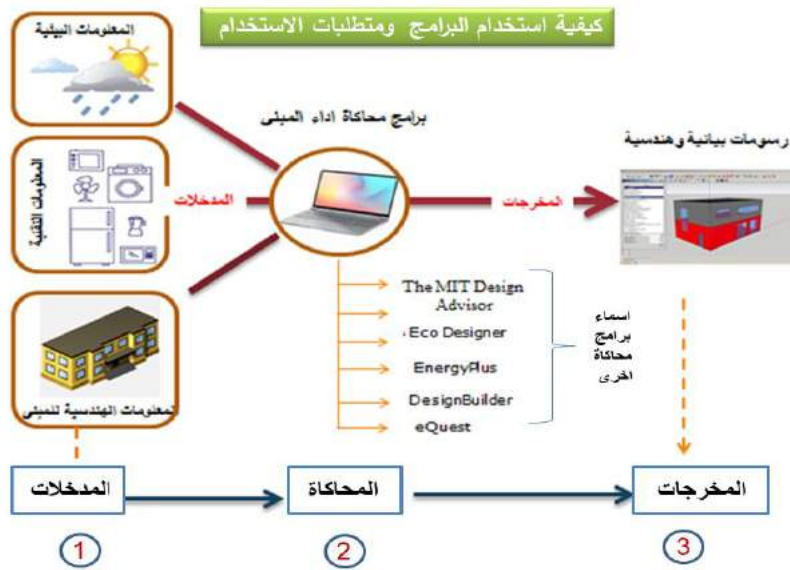 كيفية استخدام البرامج ومتطلبات الاستخدام
المعلومات البيئية
برامج محاكاة اداء المبنى
رسومات بيانية وهندسية
المعلومات التقنية
المدخلات
المخرجات
The MIT Design
Advisor
Eco Designer
EnergyPlus
DesignBuilder
eQuest
اسماء
برامج
محاكاة
اخرى
المعلومات الهندسية للمبنى
المدخلات
المحاكاة
المخرجات
1
2
3